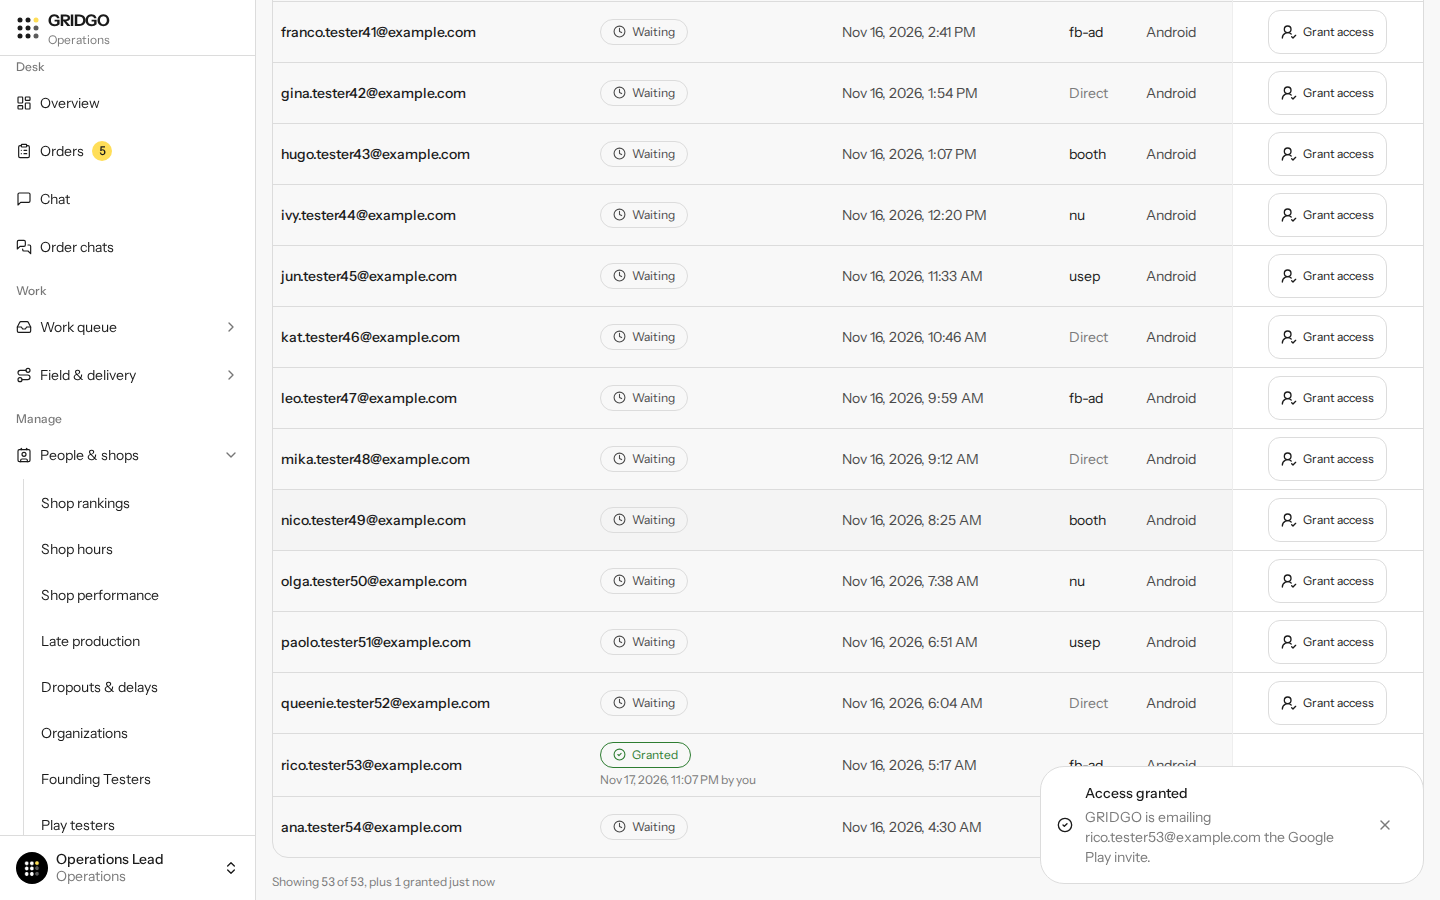 GRIDGO
Operations
Desk
Overview
Orders 5
Chat
Order chats
Work
Work queue
Field & delivery
Manage
People & shops
Shop rankings
Shop hours
Shop performance
Late production
Dropouts & delays
Organizations
Founding Testers
Play testers
Operations Lead
Operations
franco.tester41@example.com Waiting Nov 16, 2026, 2:41 PM fb-ad Android Grant access
gina.tester42@example.com Waiting Nov 16, 2026, 1:54 PM Direct Android Grant access
hugo.tester43@example.com Waiting Nov 16, 2026, 1:07 PM booth Android Grant access
ivy.tester44@example.com Waiting Nov 16, 2026, 12:20 PM nu Android Grant access
jun.tester45@example.com Waiting Nov 16, 2026, 11:33 AM usep Android Grant access
kat.tester46@example.com Waiting Nov 16, 2026, 10:46 AM Direct Android Grant access
leo.tester47@example.com Waiting Nov 16, 2026, 9:59 AM fb-ad Android Grant access
mika.tester48@example.com Waiting Nov 16, 2026, 9:12 AM Direct Android Grant access
nico.tester49@example.com Waiting Nov 16, 2026, 8:25 AM booth Android Grant access
olga.tester50@example.com Waiting Nov 16, 2026, 7:38 AM nu Android Grant access
paolo.tester51@example.com Waiting Nov 16, 2026, 6:51 AM usep Android Grant access
queenie.tester52@example.com Waiting Nov 16, 2026, 6:04 AM Direct Android Grant access
rico.tester53@example.com Granted Nov 16, 2026, 5:17 AM fb-ad Android
Nov 17, 2026, 11:07 PM by you
ana.tester54@example.com Waiting Nov 16, 2026, 4:30 AM
Showing 53 of 53, plus 1 granted just now
Access granted
GRIDGO is emailing
rico.tester53@example.com the Google
Play invite.